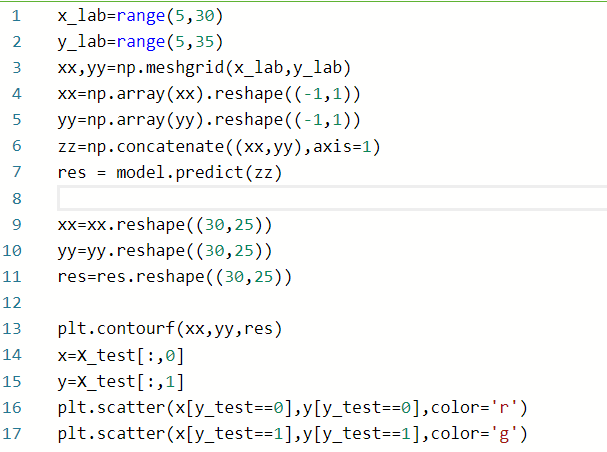 1 x_lab=range(5,30)
2 y_lab=range(5,35)
3 xx,yy=np.meshgrid(x_lab,y_lab)
4 xx=np.array(xx).reshape((-1,1))
5 yy=np.array(yy).reshape((-1,1))
6 zz=np.concatenate((xx,yy),axis=1)
7 res = model.predict(zz)
8
9 xx=xx.reshape((30,25))
10 yy=yy.reshape((30,25))
11 res=res.reshape((30,25))
12
13 plt.contourf(xx,yy,res)
14 x=X_test[:,0]
15 y=X_test[:,1]
16 plt.scatter(x[y_test==0],y[y_test==0],color='r')
17 plt.scatter(x[y_test==1],y[y_test==1],color='g')